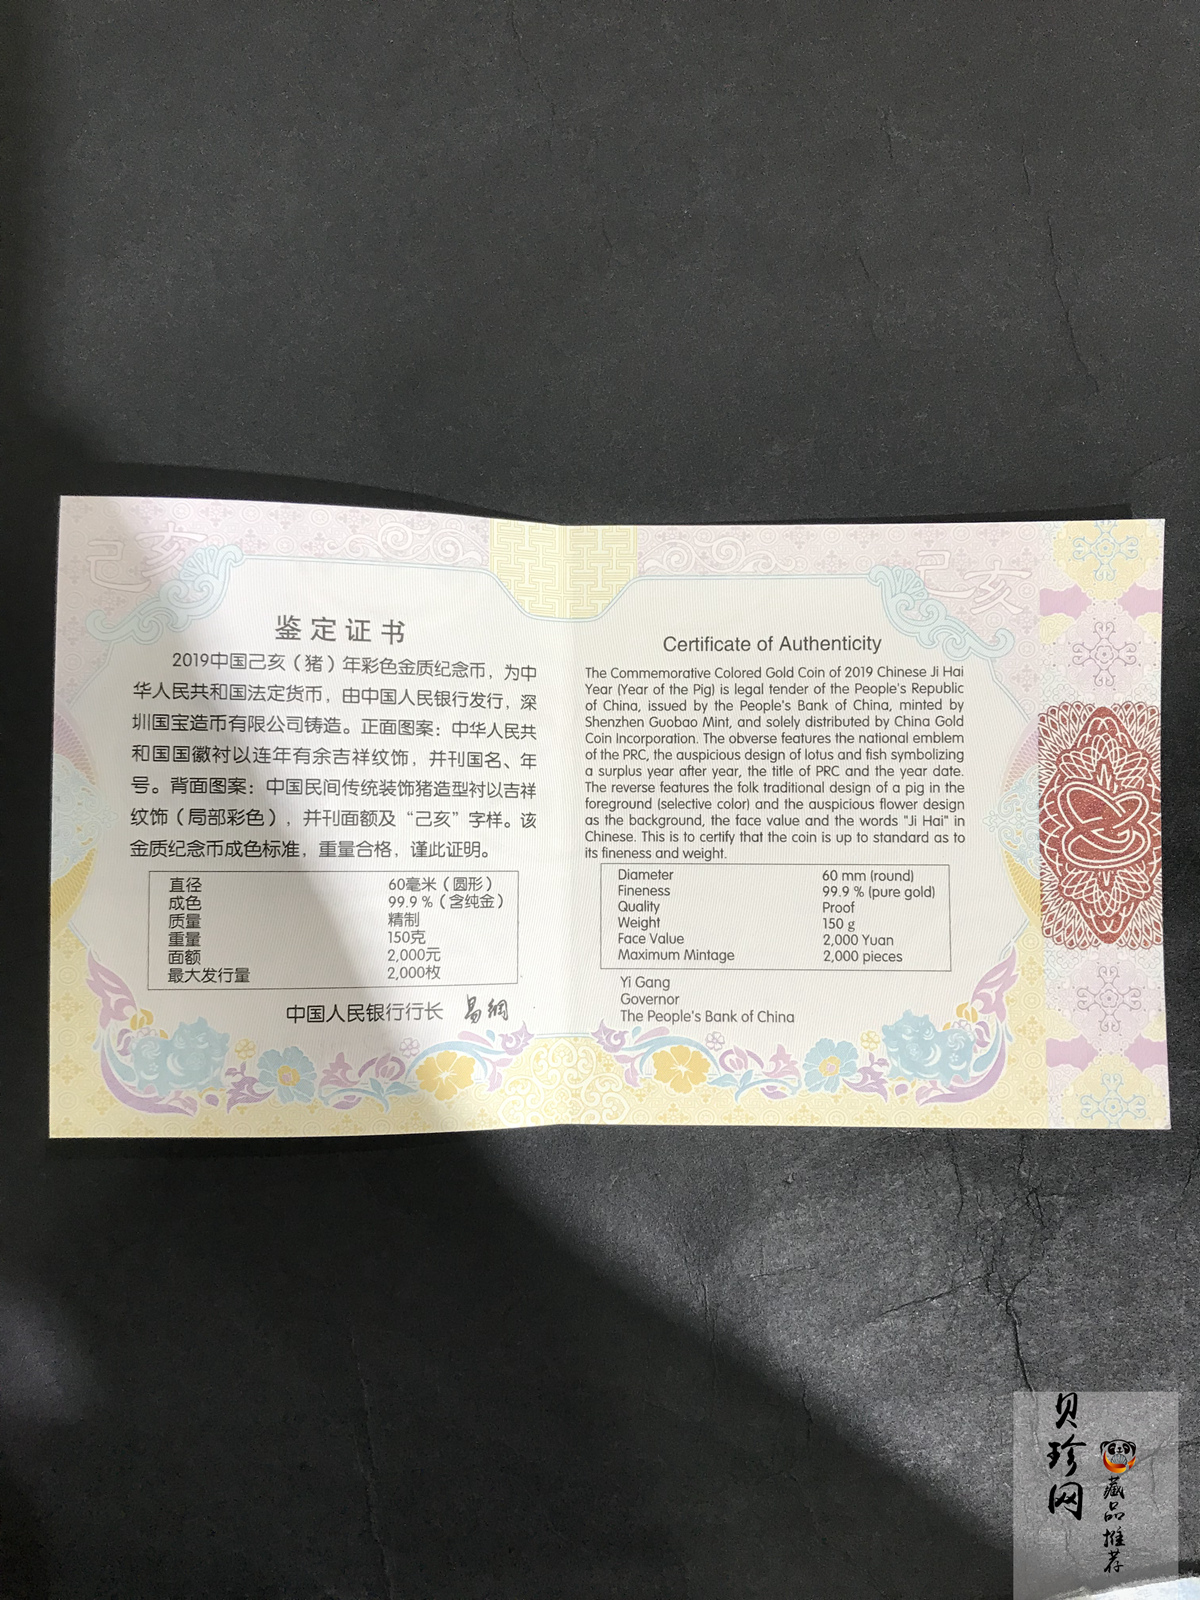 己亥
己亥
鉴定证书
2019中国己亥（猪）年彩色金质纪念币，为中
华人民共和国法定货币，由中国人民银行发行，深
圳国宝造币有限公司铸造。正面图案：中华人民共
和国国徽衬以连年有余吉祥纹饰，并刊国名、年
号。背面图案：中国民间传统装饰猪造型衬以吉祥
纹饰（局部彩色），并刊面额及“己亥”字样。该
金质纪念币成色标准，重量合格，谨此证明。
直径 60毫米（圆形）
成色 99.9 %（含纯金）
质量 精制
重量 150克
面额 2,000元
最大发行量 2,000枚
中国人民银行行长 易纲
Certificate of Authenticity
The Commemorative Colored Gold Coin of 2019 Chinese Ji Hai
Year (Year of the Pig) is legal tender of the People's Republic
of China, issued by the People's Bank of China, minted by
Shenzhen Guobao Mint, and solely distributed by China Gold
Coin Incorporation. The obverse features the national emblem
of the PRC, the auspicious design of lotus and fish symbolizing
a surplus year after year, the title of PRC and the year date.
The reverse features the folk traditional design of a pig in the
foreground (selective color) and the auspicious flower design
as the background, the face value and the words "Ji Hai" in
Chinese. This is to certify that the coin is up to standard as to
its fineness and weight.
Diameter 60 mm (round)
Fineness 99.9 % (pure gold)
Quality Proof
Weight 150 g
Face Value 2,000 Yuan
Maximum Mintage 2,000 pieces
Yi Gang
Governor
The People's Bank of China
贝珍网
藏品推荐